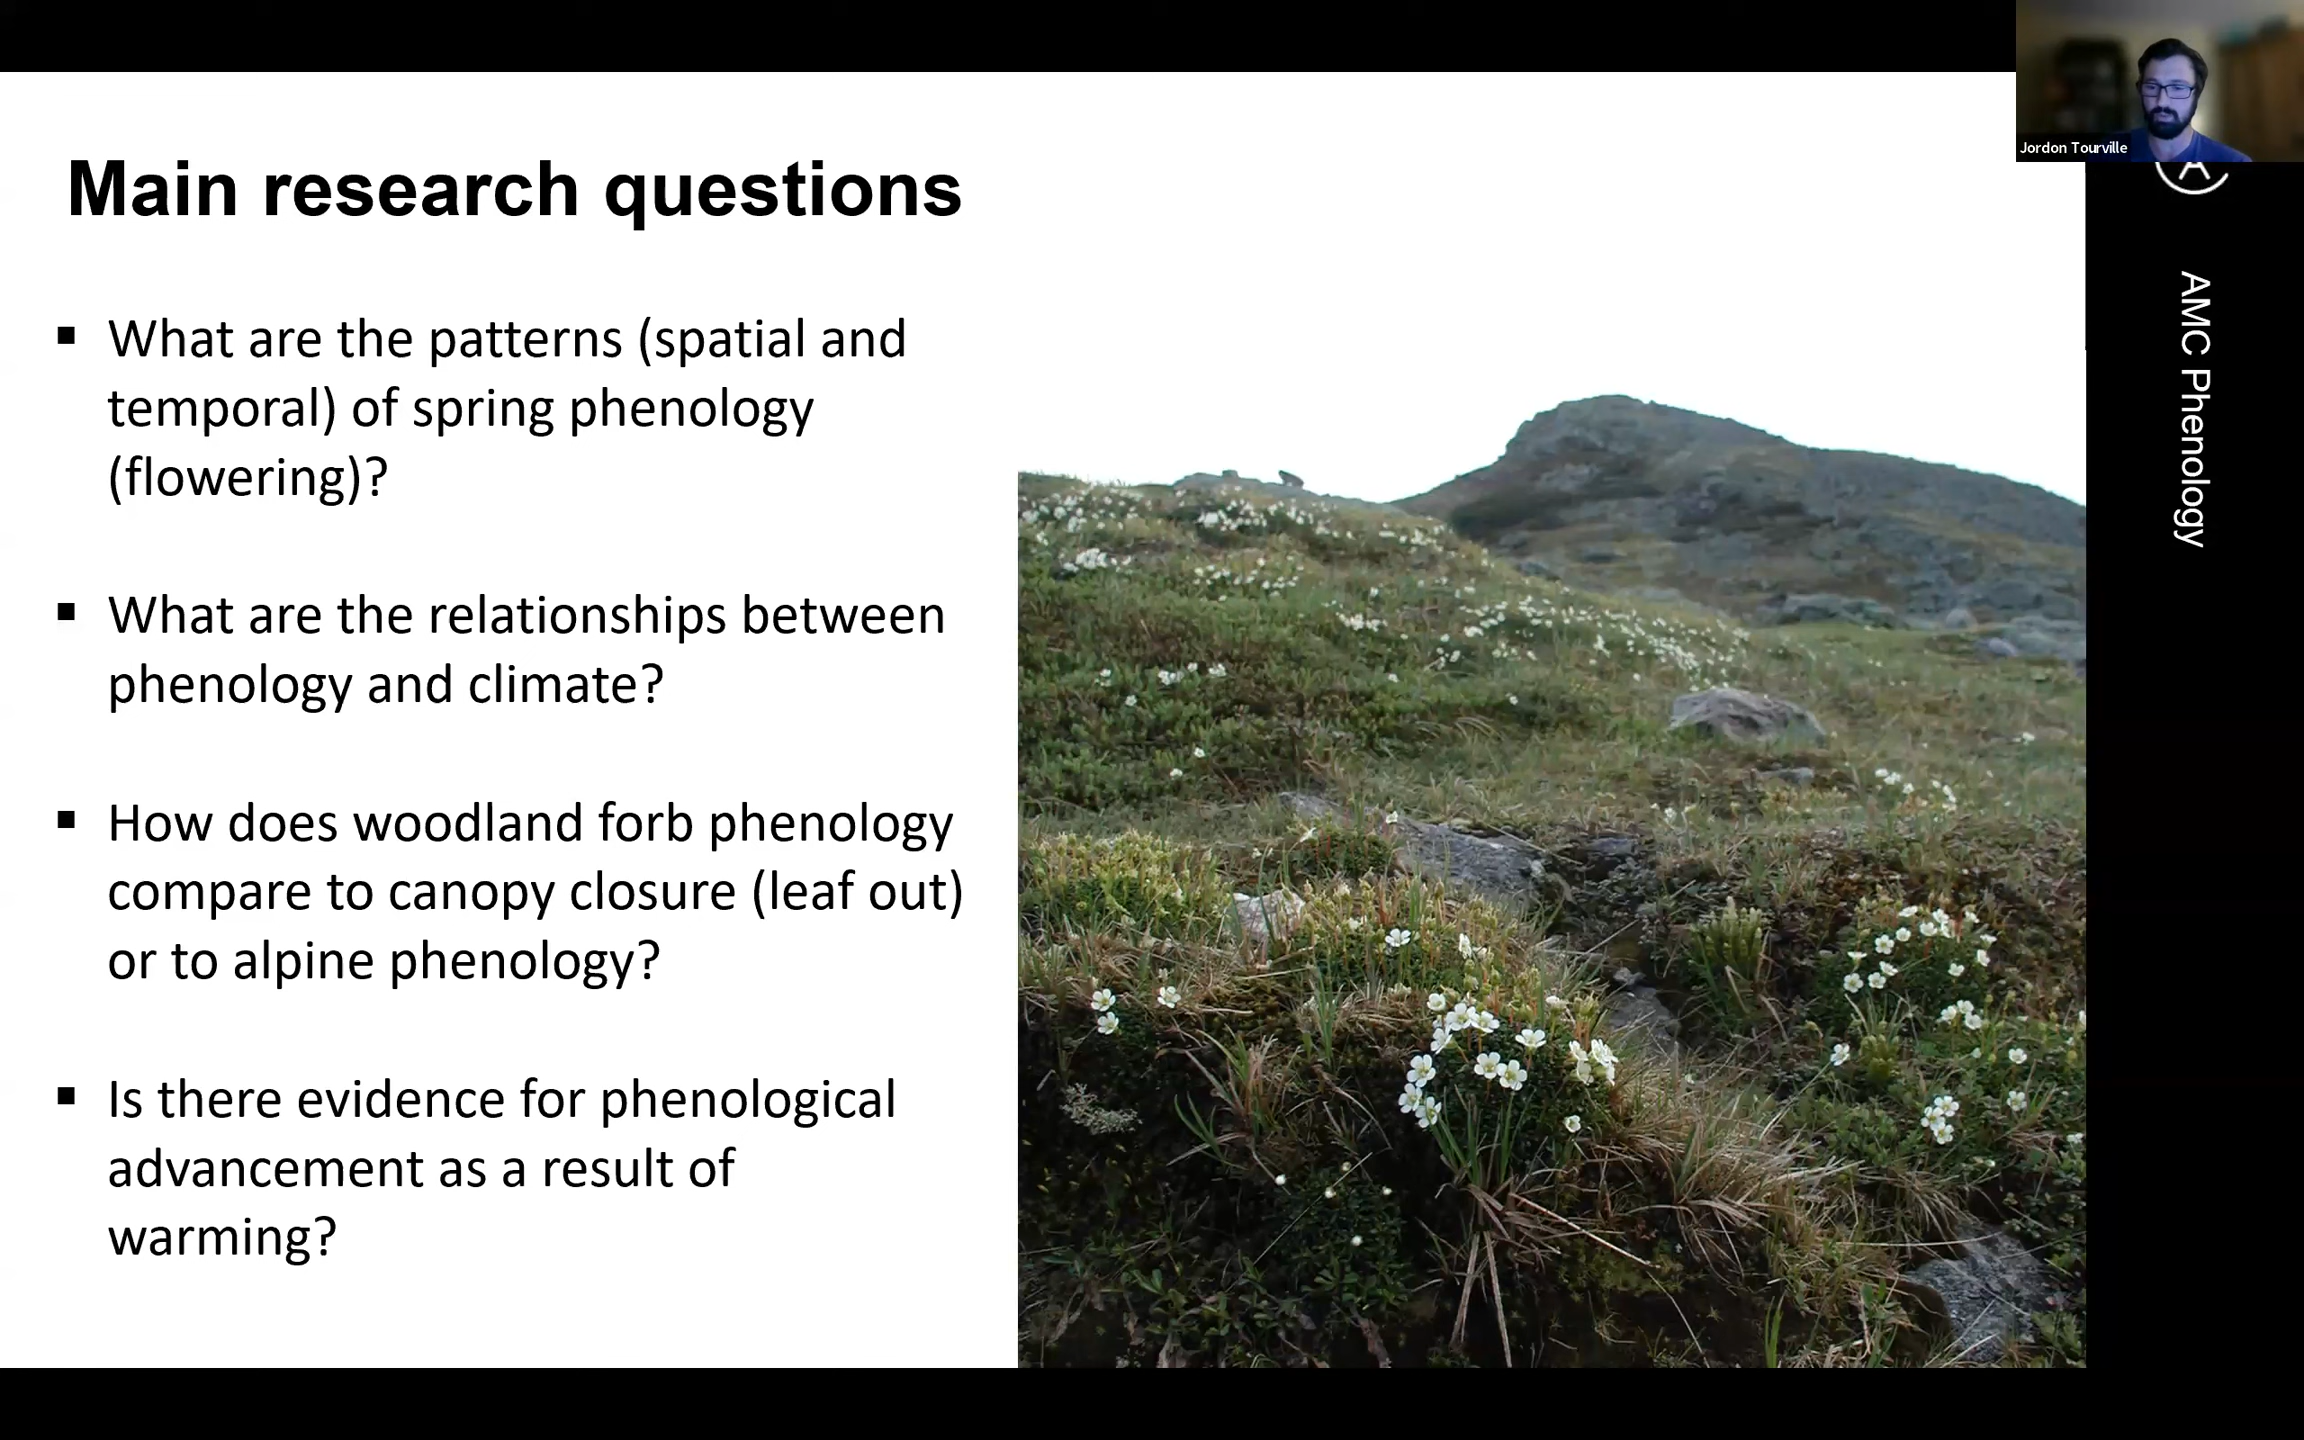 Main research questions
▪ What are the patterns (spatial and
temporal) of spring phenology
(flowering)?
▪ What are the relationships between
phenology and climate?
▪ How does woodland forb phenology
compare to canopy closure (leaf out)
or to alpine phenology?
▪ Is there evidence for phenological
advancement as a result of
warming?
Jordon Tourville
AMC Phenology